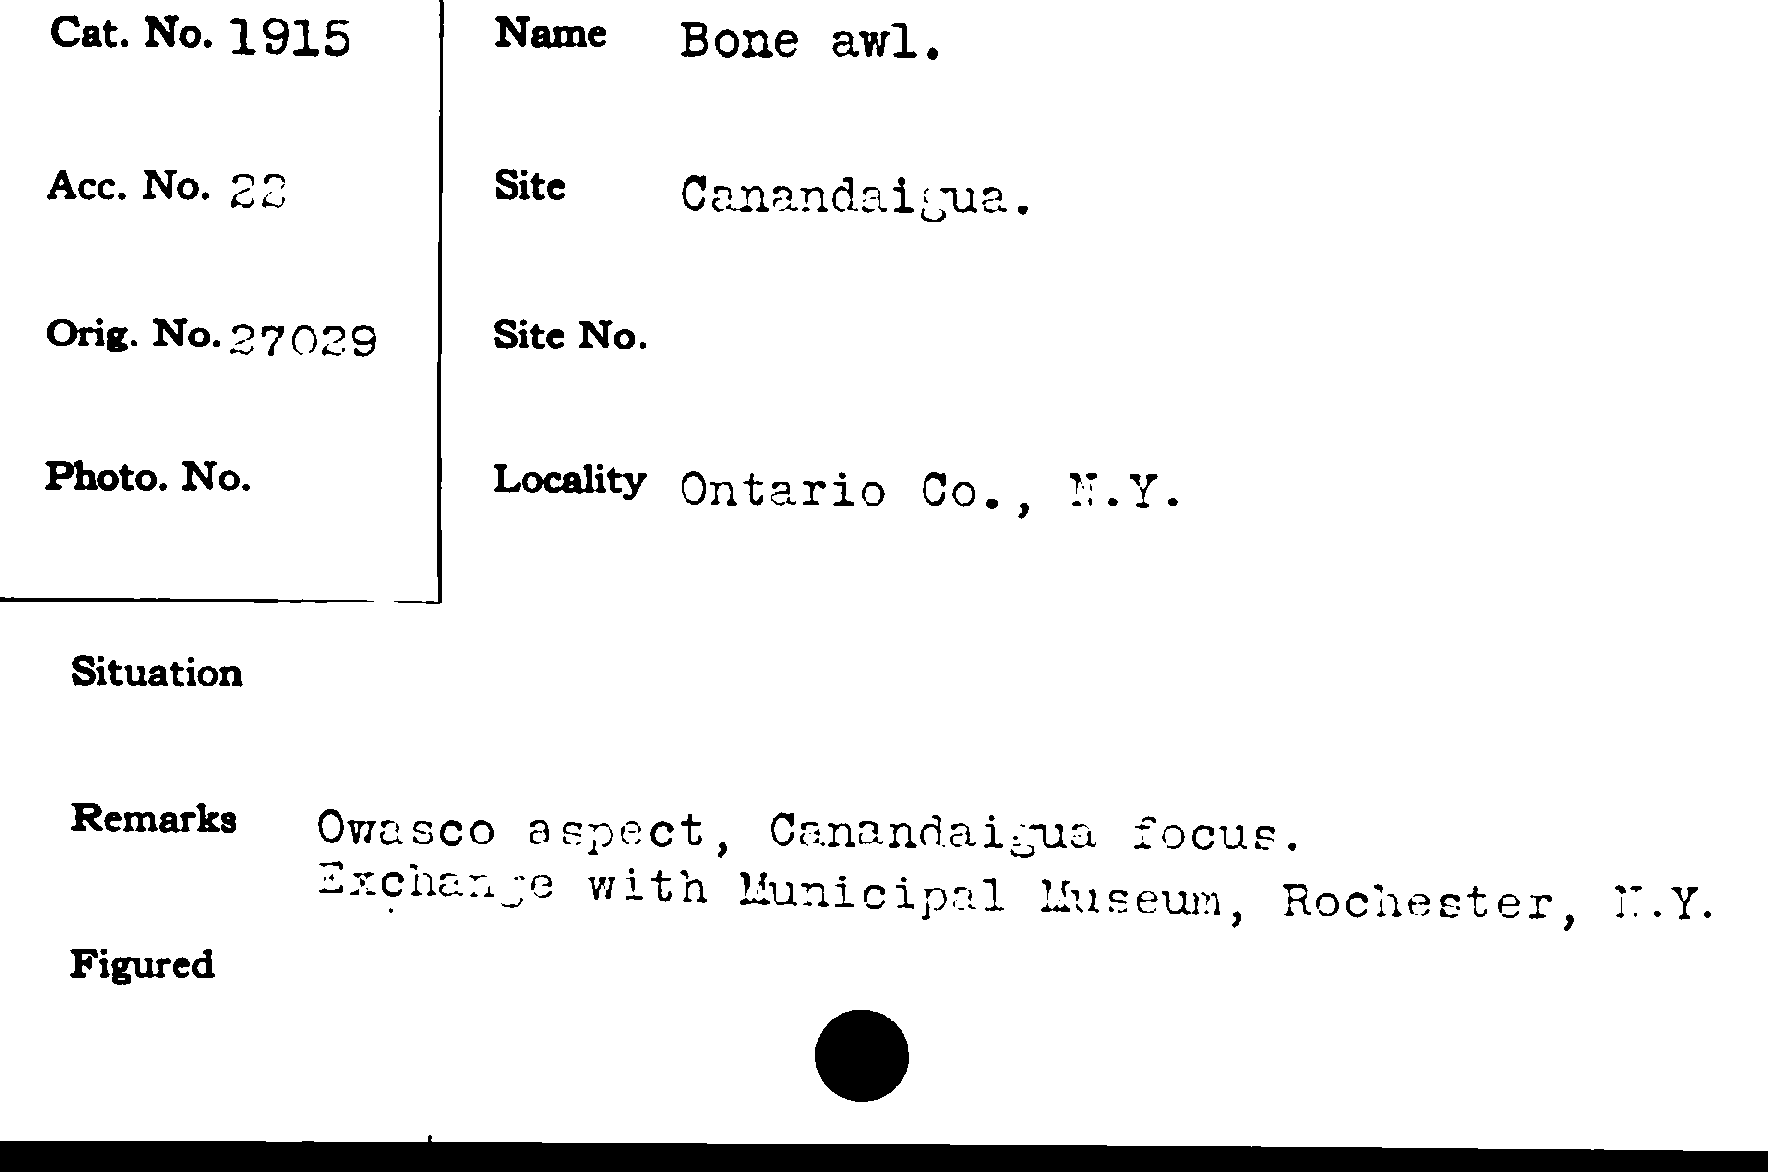 Cat. No. 1915
Name Bone awl.
Acc. No. 22
Site Canandaigua.
Orig. No. 27029
Site No.
Photo. No.
Locality Ontario Co., N.Y.
Situation
Remarks Owasco aspect, Canandaigua focus.
Exchange with Municipal Museum, Rochester, N.Y.
Figured